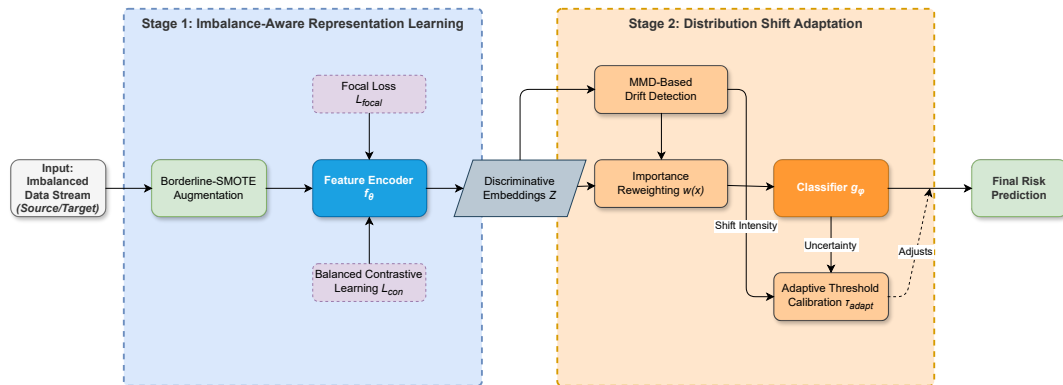 Stage 1: Imbalance-Aware Representation Learning
Stage 2: Distribution Shift Adaptation
Focal Loss
L_focal
MMD-Based
Drift Detection
Input:
Imbalanced
Data Stream
(Source/Target)
Borderline-SMOTE
Augmentation
Feature Encoder
f_θ
Discriminative
Embeddings Z
Importance
Reweighting w(x)
Classifier g_φ
Final Risk
Prediction
Shift Intensity
Uncertainty
Adjusts
Balanced Contrastive
Learning L_con
Adaptive Threshold
Calibration τ_adapt